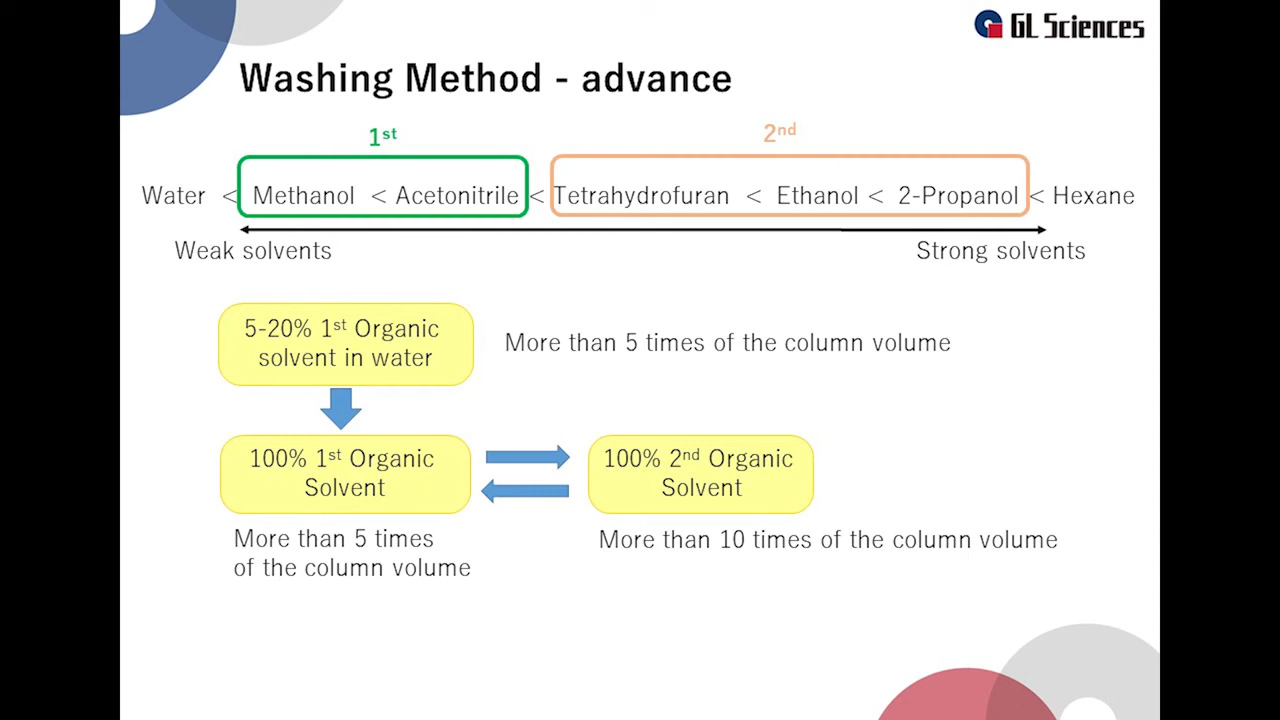 GL Sciences
Washing Method - advance
1st
2nd
Water < Methanol < Acetonitrile < Tetrahydrofuran < Ethanol < 2-Propanol < Hexane
Weak solvents
Strong solvents
5-20% 1st Organic
solvent in water
More than 5 times of the column volume
100% 1st Organic
Solvent
100% 2nd Organic
Solvent
More than 5 times
of the column volume
More than 10 times of the column volume